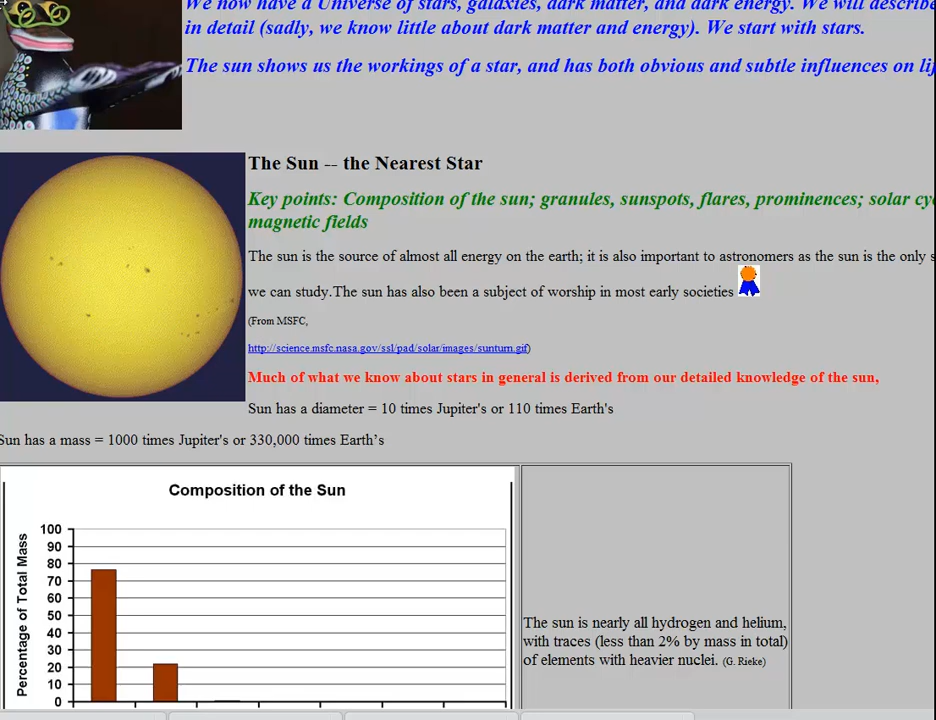 We now have a Universe of stars, galaxies, dark matter, and dark energy. We will describe
in detail (sadly, we know little about dark matter and energy). We start with stars.
The sun shows us the workings of a star, and has both obvious and subtle influences on
The Sun -- the Nearest Star
Key points: Composition of the sun; granules, sunspots, flares, prominences; solar
magnetic fields
The sun is the source of almost all energy on the earth; it is also important to astronomers as the sun is the only
we can study.The sun has also been a subject of worship in most early societies
(From MSFC,
http://science.msfc.nasa.gov/ssl/pad/solar/images/sunturn.gif)
Much of what we know about stars in general is derived from our detailed knowledge of the sun,
Sun has a diameter = 10 times Jupiter's or 110 times Earth's
Sun has a mass = 1000 times Jupiter's or 330,000 times Earth’s
Composition of the Sun
Percentage of Total Mass
100
90
80
70
60
50
40
30
20
10
0
The sun is nearly all hydrogen and helium,
with traces (less than 2% by mass in total)
of elements with heavier nuclei. (G. Rieke)